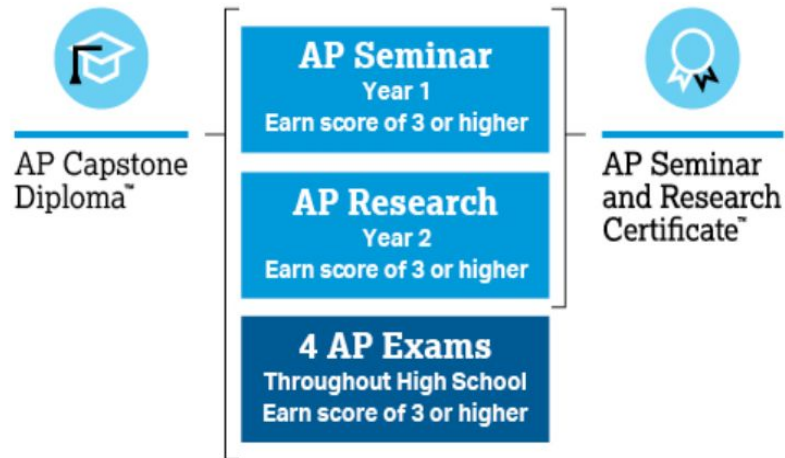 AP Capstone
Diploma™
AP Seminar
Year 1
Earn score of 3 or higher
AP Research
Year 2
Earn score of 3 or higher
4 AP Exams
Throughout High School
Earn score of 3 or higher
AP Seminar
and Research
Certificate™